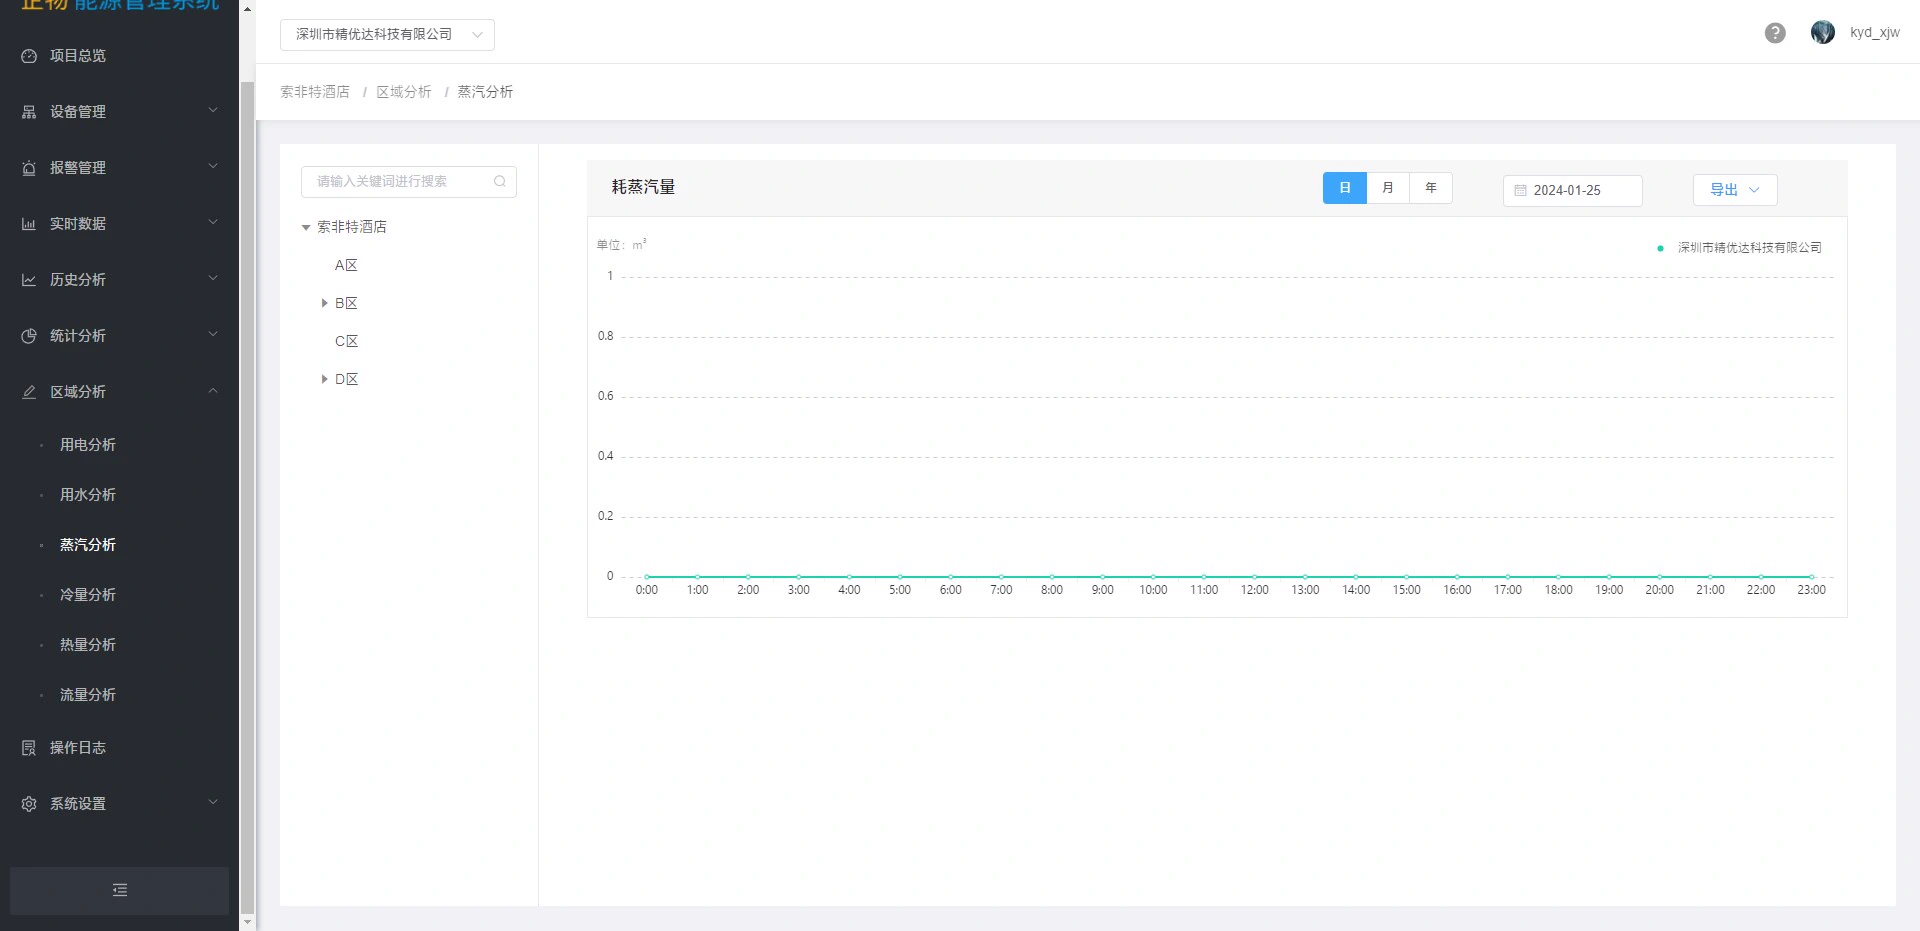 能源管理系统
项目总览
设备管理
报警管理
实时数据
历史分析
统计分析
区域分析
用电分析
用水分析
蒸汽分析
冷量分析
热量分析
流量分析
操作日志
系统设置
深圳市精优达科技有限公司
kyd_xjw
索非特酒店 / 区域分析 / 蒸汽分析
请输入关键词进行搜索
索非特酒店
A区
B区
C区
D区
耗蒸汽量
日 月 年
2024-01-25
导出
单位: m³
深圳市精优达科技有限公司
1
0.8
0.6
0.4
0.2
0
0:00 1:00 2:00 3:00 4:00 5:00 6:00 7:00 8:00 9:00 10:00 11:00 12:00 13:00 14:00 15:00 16:00 17:00 18:00 19:00 20:00 21:00 22:00 23:00